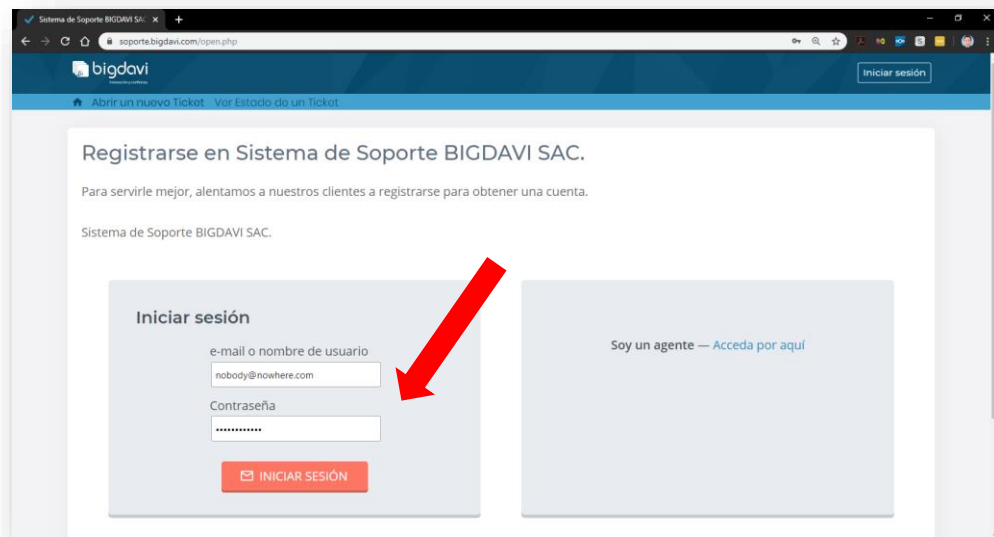 Sistema de Soporte BIGDAVI SAC
soporte.bigdavi.com/open.php
bigdavi
Iniciar sesión
Abrir un nuevo Ticket Ver Estado de un Ticket
Registrarse en Sistema de Soporte BIGDAVI SAC.
Para servirle mejor, alentamos a nuestros clientes a registrarse para obtener una cuenta.
Sistema de Soporte BIGDAVI SAC.
Iniciar sesión
e-mail o nombre de usuario
nobody@nowhere.com
Contraseña
••••••••••••
INICIAR SESIÓN
Soy un agente — Acceda por aquí